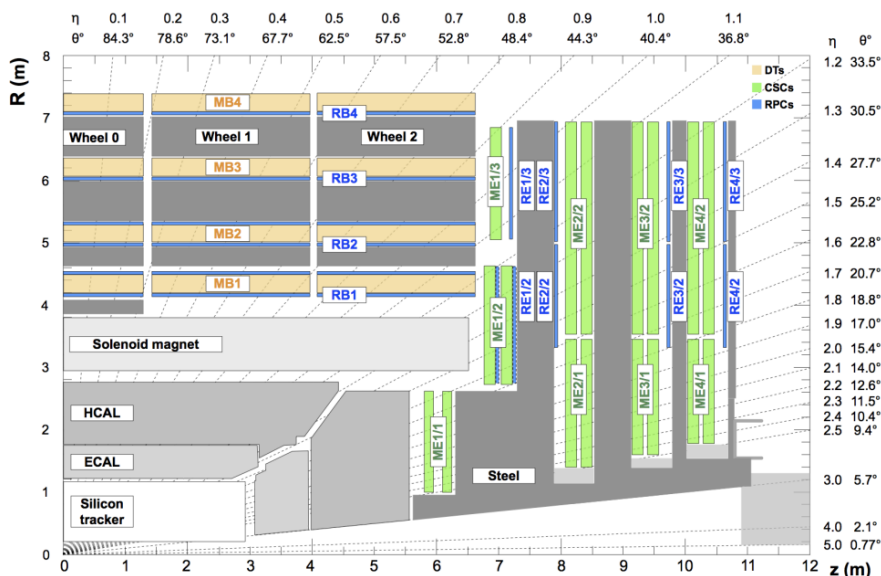 η 0.1 0.2 0.3 0.4 0.5 0.6 0.7 0.8 0.9 1.0 1.1
θ° 84.3° 78.6° 73.1° 67.7° 62.5° 57.5° 52.8° 48.4° 44.3° 40.4° 36.8° η θ°
R (m)
8
7
6
5
4
3
2
1
0
1.2 33.5°
1.3 30.5°
1.4 27.7°
1.5 25.2°
1.6 22.8°
1.7 20.7°
1.8 18.8°
1.9 17.0°
2.0 15.4°
2.1 14.0°
2.2 12.6°
2.3 11.5°
2.4 10.4°
2.5 9.4°
3.0 5.7°
4.0 2.1°
5.0 0.77°
DTs
CSCs
RPCs
MB4
RB4
Wheel 0 Wheel 1 Wheel 2
MB3
RB3
MB2
RB2
MB1
RB1
Solenoid magnet
HCAL
ECAL
Silicon
tracker
Steel
ME1/3
RE1/3
RE2/3
ME2/2
ME3/2
RE3/3
ME4/2
RE4/3
ME1/2
RE1/2
RE2/2
RE3/2
RE4/2
ME1/1
ME2/1
ME3/1
ME4/1
0 1 2 3 4 5 6 7 8 9 10 11 12
z (m)